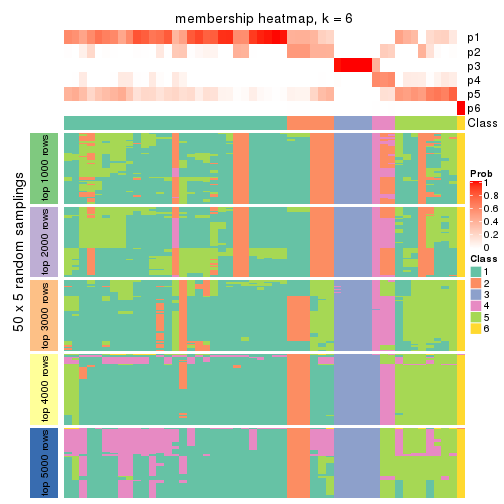 membership heatmap, k = 6
p1
p2
p3
p4
p5
p6
Class
50 x 5 random samplings
top 1000 rows
top 2000 rows
top 3000 rows
top 4000 rows
top 5000 rows
Prob
1
0.8
0.6
0.4
0.2
0
Class
1
2
3
4
5
6